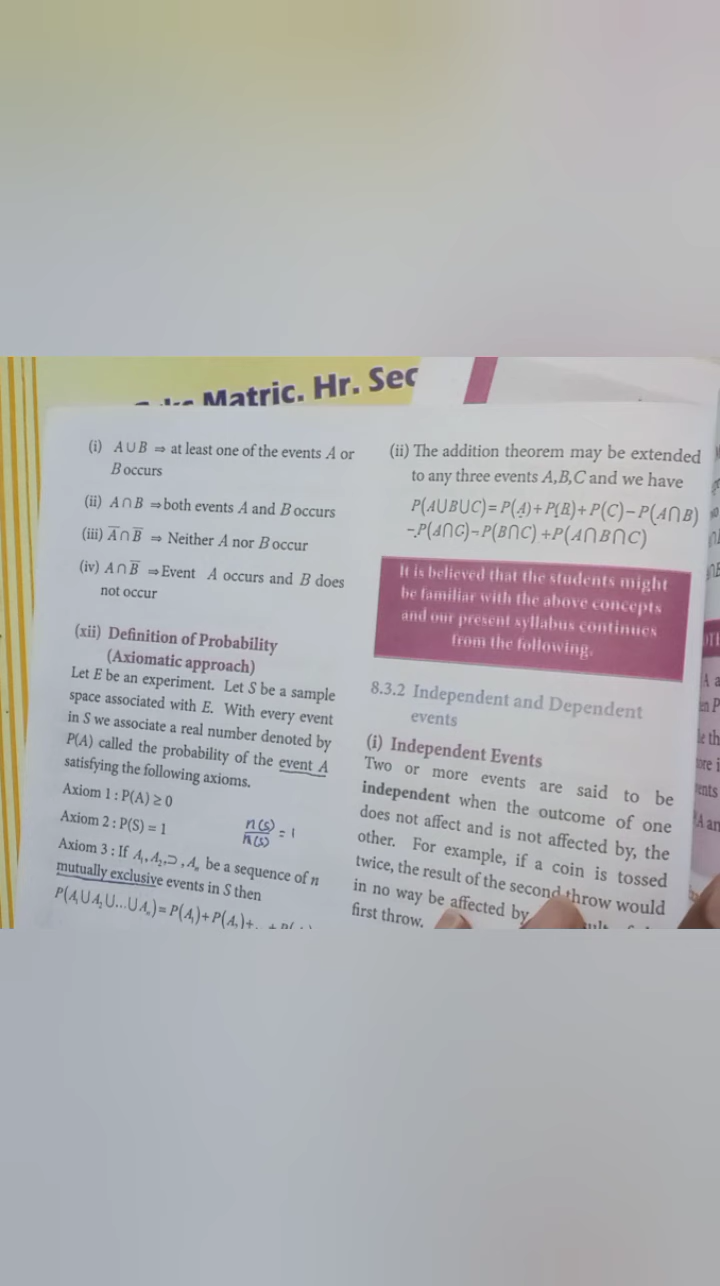 Matric. Hr. Sec
(i) A∪B ⇒ at least one of the events A or
B occurs
(ii) A∩B ⇒ both events A and B occurs
(iii) A̅∩B̅ ⇒ Neither A nor B occur
(iv) A∩B̅ ⇒ Event A occurs and B does
not occur
(xii) Definition of Probability
(Axiomatic approach)
Let E be an experiment. Let S be a sample
space associated with E. With every event
in S we associate a real number denoted by
P(A) called the probability of the event A
satisfying the following axioms.
Axiom 1 : P(A) ≥ 0
Axiom 2 : P(S) = 1
n(S)/n(S) = 1
Axiom 3 : If A₁, A₂, ⊃, Aₙ be a sequence of n
mutually exclusive events in S then
P(A₁∪A₂∪...∪Aₙ) = P(A₁)+P(A₂)+
(ii) The addition theorem may be extended
to any three events A,B,C and we have
P(A∪B∪C)= P(A)+P(B)+P(C)−P(A∩B)
−P(A∩C)−P(B∩C)+P(A∩B∩C)
It is believed that the students might
be familiar with the above concepts
and our present syllabus continues
from the following.
8.3.2 Independent and Dependent
events
(i) Independent Events
Two or more events are said to be
independent when the outcome of one
does not affect and is not affected by, the
other. For example, if a coin is tossed
twice, the result of the second throw would
in no way be affected by
first throw.